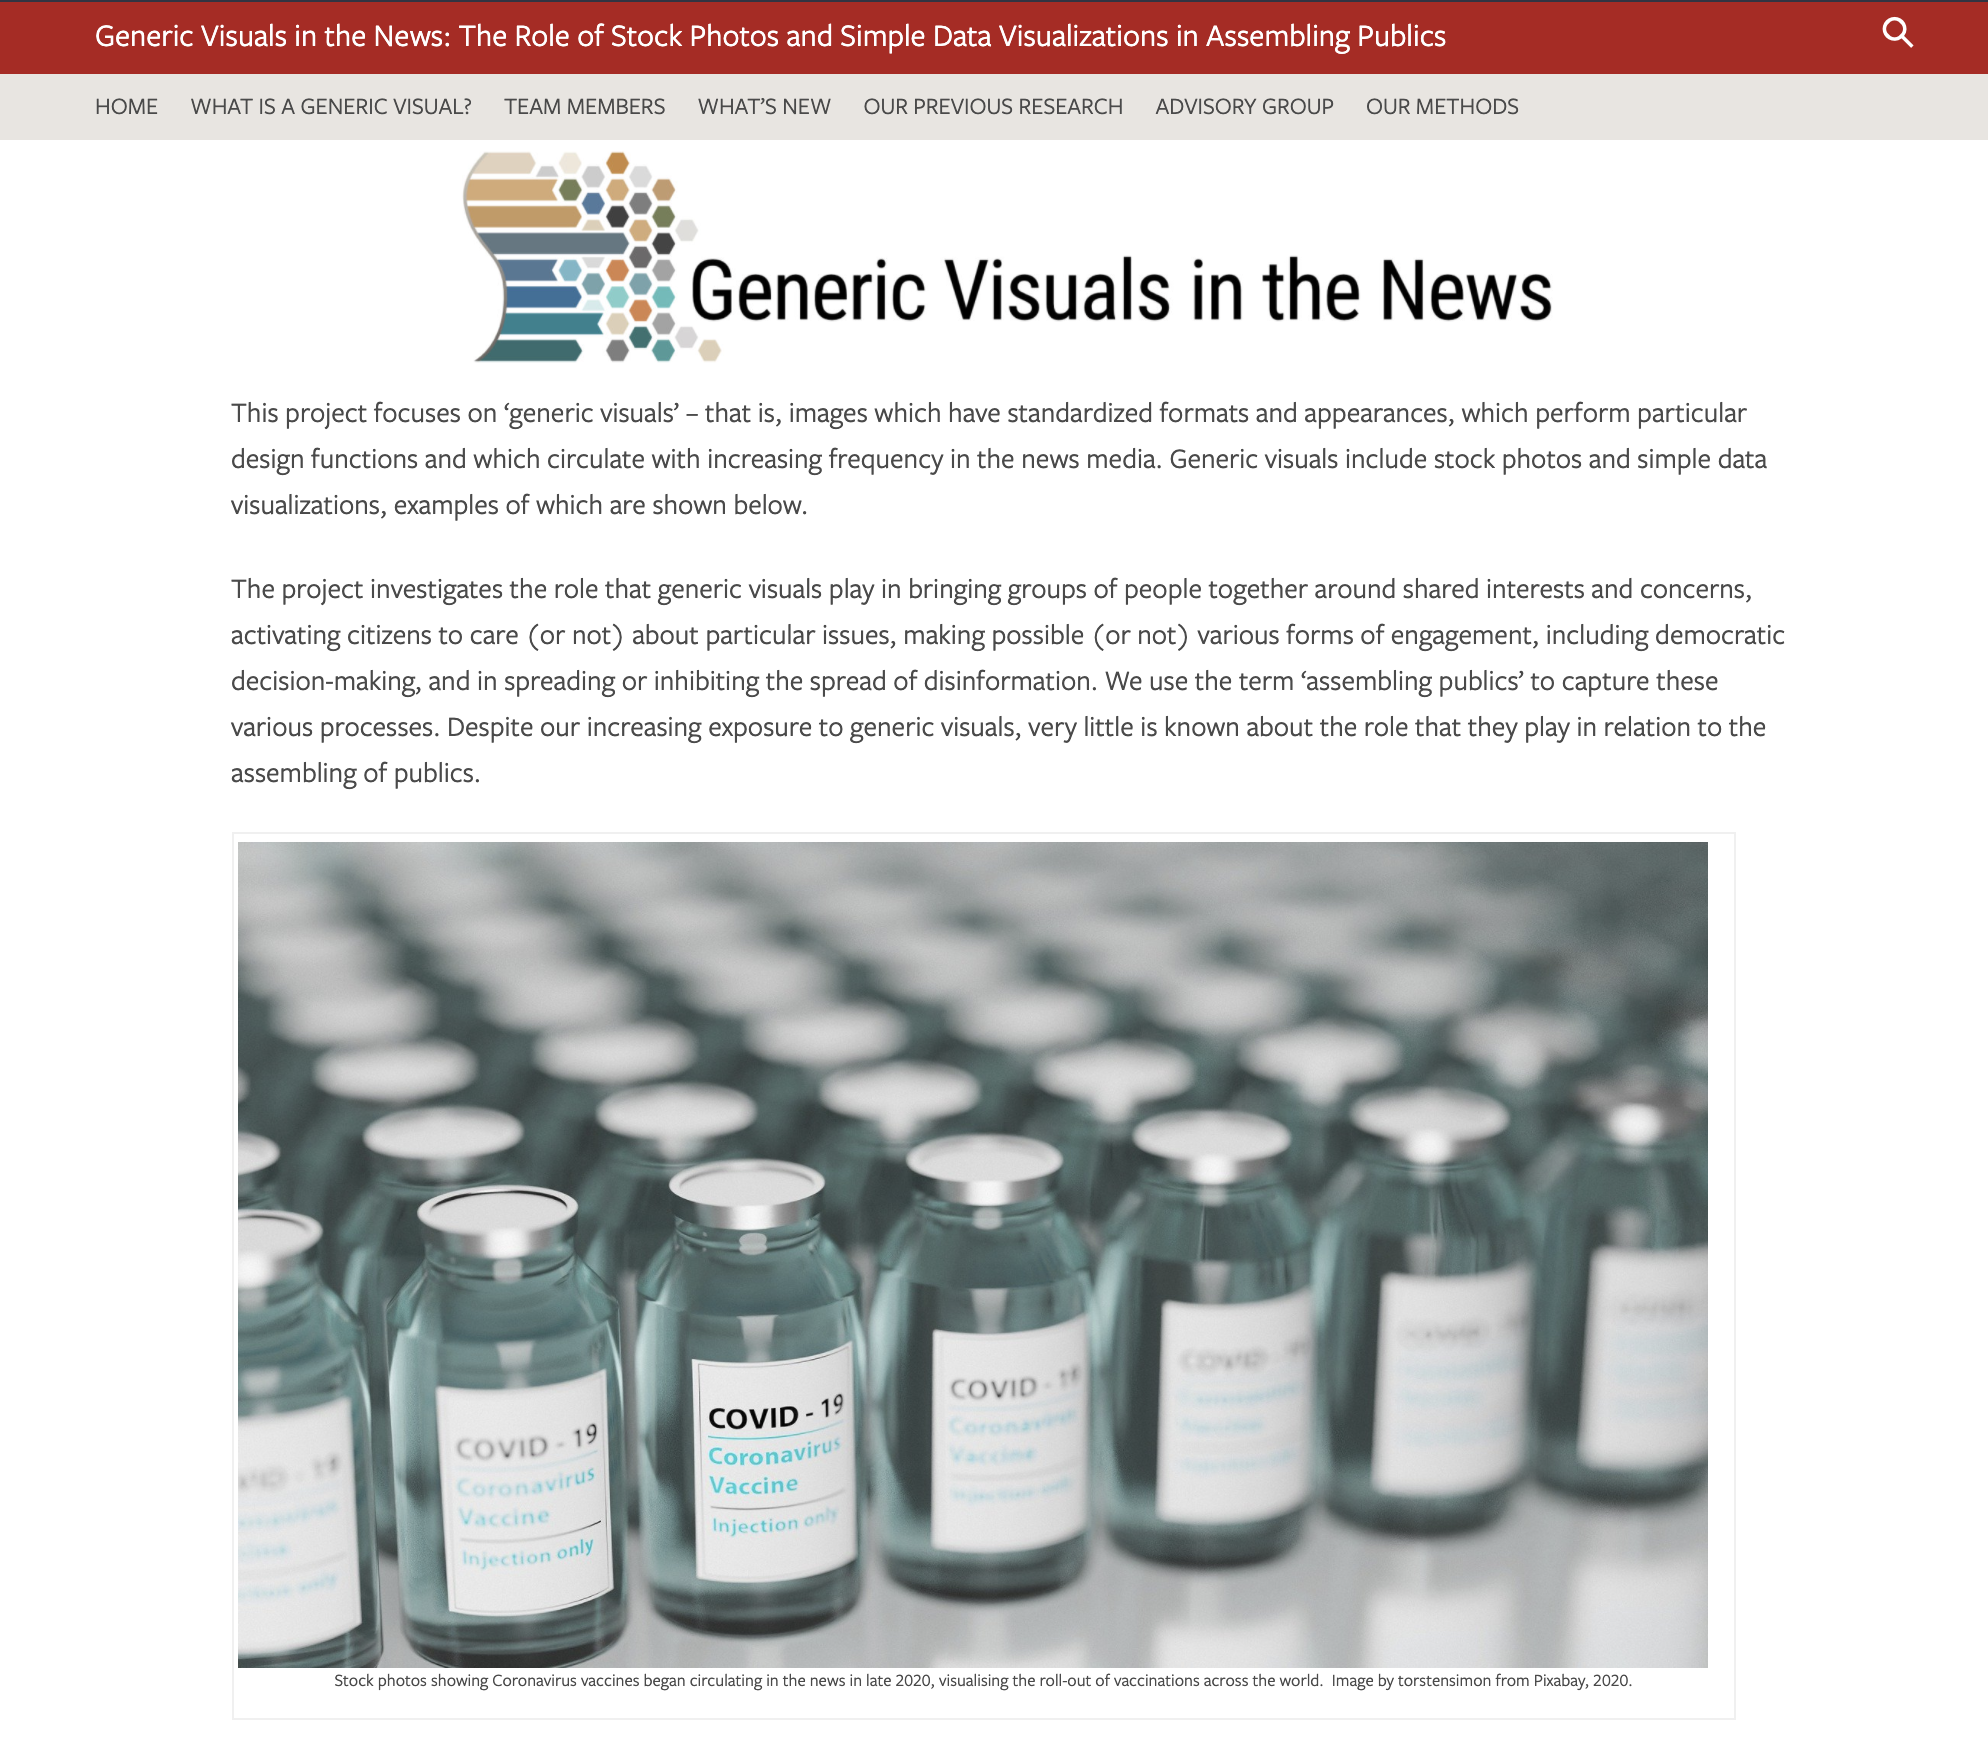 Generic Visuals in the News: The Role of Stock Photos and Simple Data Visualizations in Assembling Publics
HOME WHAT IS A GENERIC VISUAL? TEAM MEMBERS WHAT'S NEW OUR PREVIOUS RESEARCH ADVISORY GROUP OUR METHODS
Generic Visuals in the News
This project focuses on ‘generic visuals’ – that is, images which have standardized formats and appearances, which perform particular
design functions and which circulate with increasing frequency in the news media. Generic visuals include stock photos and simple data
visualizations, examples of which are shown below.
The project investigates the role that generic visuals play in bringing groups of people together around shared interests and concerns,
activating citizens to care (or not) about particular issues, making possible (or not) various forms of engagement, including democratic
decision-making, and in spreading or inhibiting the spread of disinformation. We use the term ‘assembling publics’ to capture these
various processes. Despite our increasing exposure to generic visuals, very little is known about the role that they play in relation to the
assembling of publics.
COVID - 19
Coronavirus
Vaccine
Injection only
COVID - 19
Coronavirus
Vaccine
Injection only
COVID - 19
Coronavirus
Vaccine
Injection only
COVID - 19
Stock photos showing Coronavirus vaccines began circulating in the news in late 2020, visualising the roll-out of vaccinations across the world. Image by torstensimon from Pixabay, 2020.